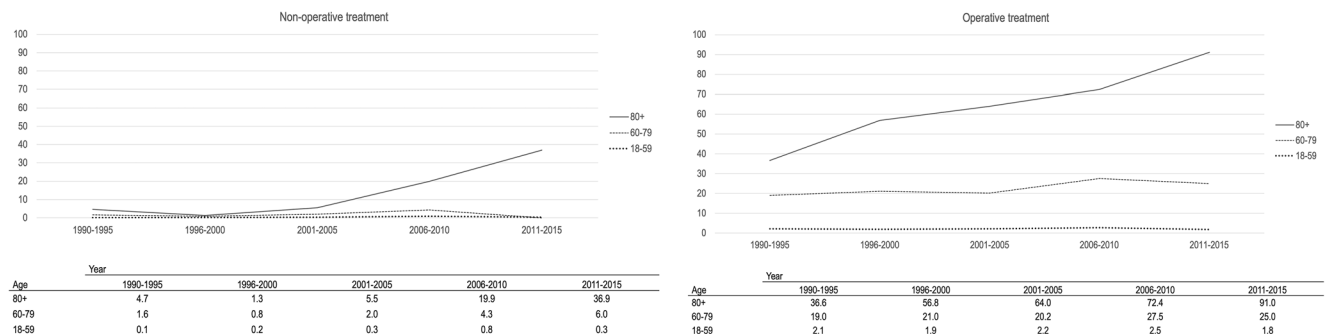 Non-operative treatment
100
90
80
70
60
50
40
30
20
10
0
1990-1995 1996-2000 2001-2005 2006-2010 2011-2015
80+
60-79
18-59
Year
Age 1990-1995 1996-2000 2001-2005 2006-2010 2011-2015
80+ 4.7 1.3 5.5 19.9 36.9
60-79 1.6 0.8 2.0 4.3 6.0
18-59 0.1 0.2 0.3 0.8 0.3
Operative treatment
100
90
80
70
60
50
40
30
20
10
0
1990-1995 1996-2000 2001-2005 2006-2010 2011-2015
80+
60-79
18-59
Year
Age 1990-1995 1996-2000 2001-2005 2006-2010 2011-2015
80+ 36.6 56.8 64.0 72.4 91.0
60-79 19.0 21.0 20.2 27.5 25.0
18-59 2.1 1.9 2.2 2.5 1.8